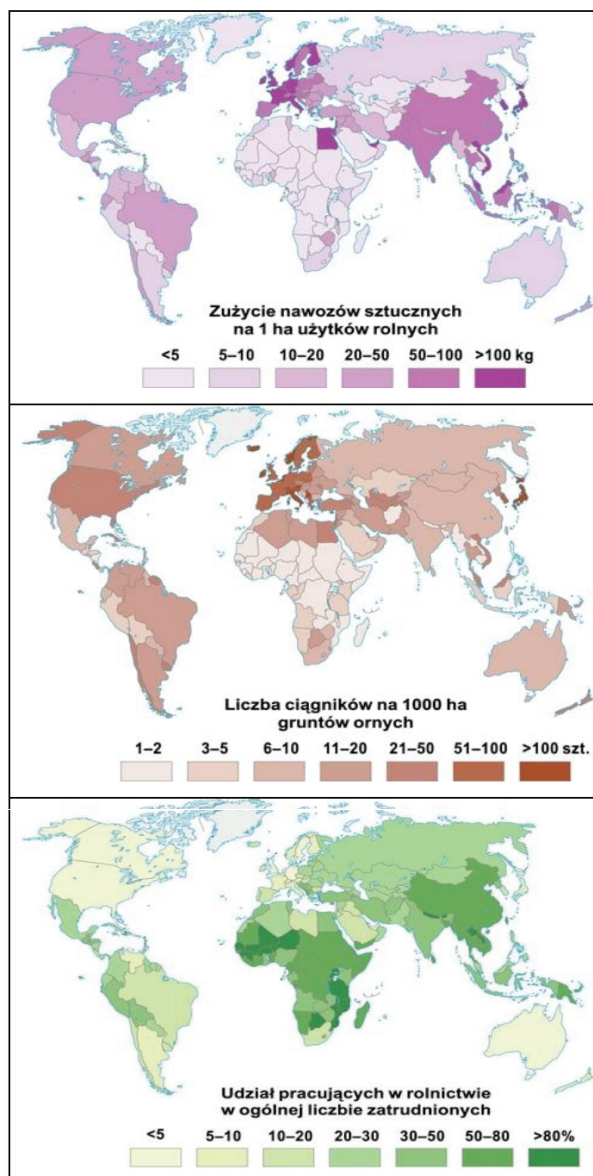 Zużycie nawozów sztucznych
na 1 ha użytków rolnych
<5 5–10 10–20 20–50 50–100 >100 kg
Liczba ciągników na 1000 ha
gruntów ornych
1–2 3–5 6–10 11–20 21–50 51–100 >100 szt.
Udział pracujących w rolnictwie
w ogólnej liczbie zatrudnionych
<5 5–10 10–20 20–30 30–50 50–80 >80%